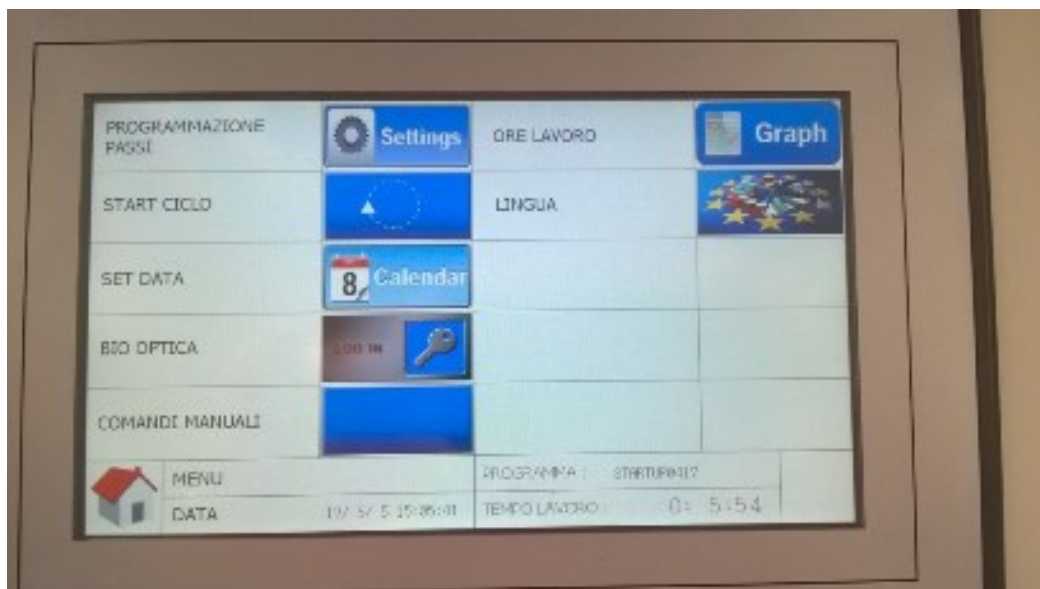 PROGRAMMAZIONE
PASSI
Settings
ORE LAVORO
Graph
START CICLO
LINGUA
SET DATA
8
Calendar
BIO OPTICA
LOG IN
COMANDI MANUALI
MENU
PROGRAMMA :
DATA
TEMPO LAVORO :
0: 5:54